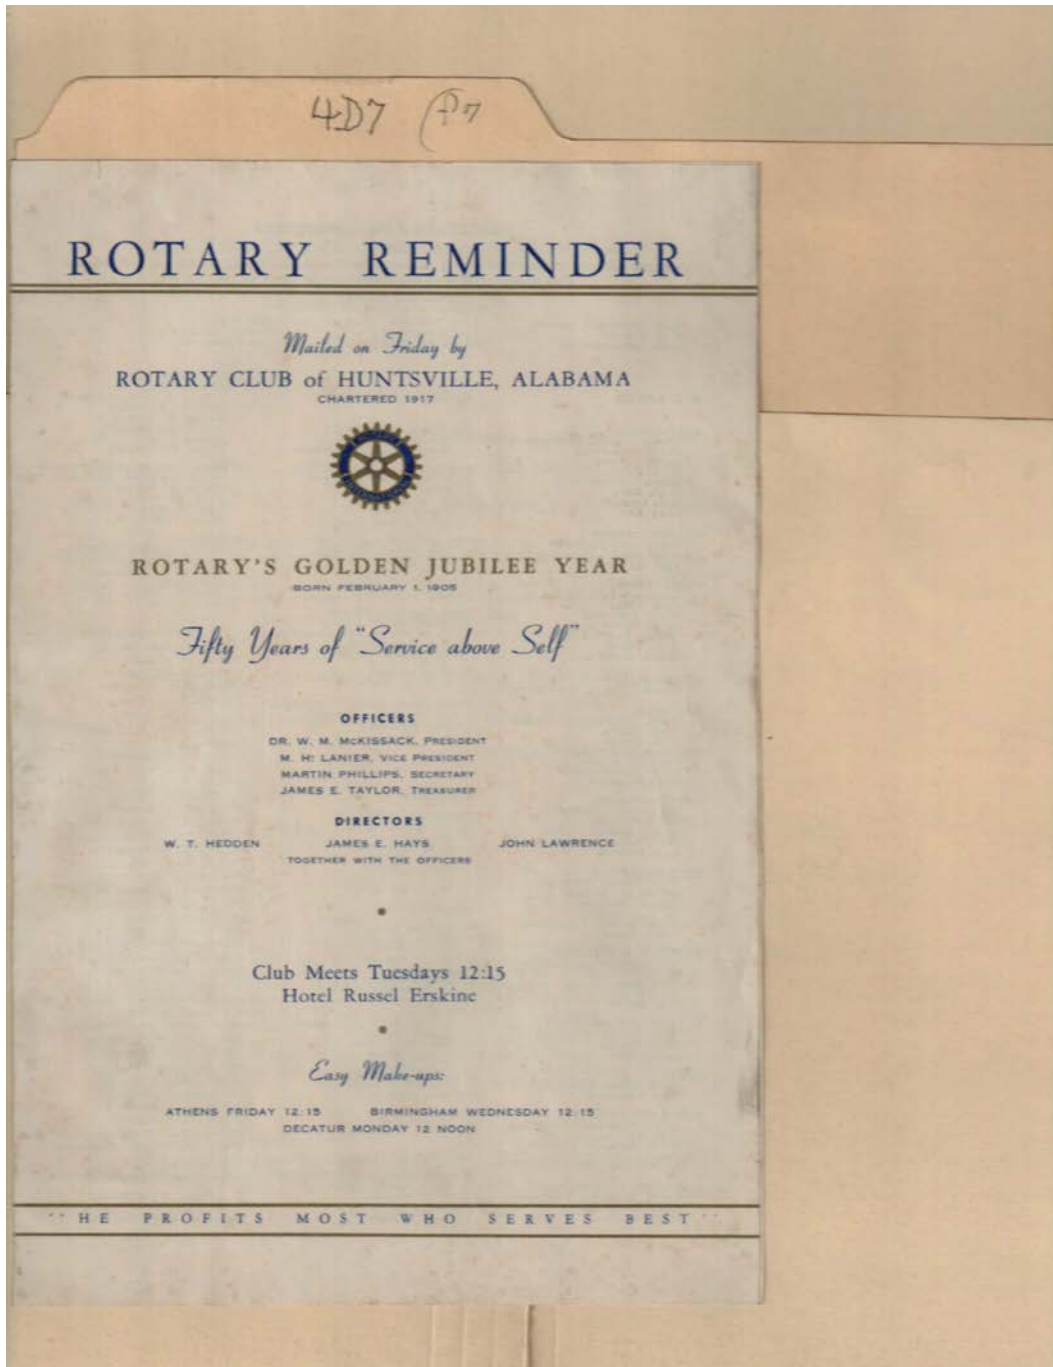 4D7 (P7
ROTARY REMINDER
Mailed on Friday by
ROTARY CLUB of HUNTSVILLE, ALABAMA
CHARTERED 1917
ROTARY
INTERNATIONAL
ROTARY'S GOLDEN JUBILEE YEAR
BORN FEBRUARY 1, 1905
Fifty Years of "Service above Self"
OFFICERS
DR. W. M. McKISSACK, PRESIDENT
M. H. LANIER, VICE PRESIDENT
MARTIN PHILLIPS, SECRETARY
JAMES E. TAYLOR, TREASURER
DIRECTORS
W. T. HEDDEN JAMES E. HAYS JOHN LAWRENCE
TOGETHER WITH THE OFFICERS
Club Meets Tuesdays 12:15
Hotel Russel Erskine
Easy Make-ups:
ATHENS FRIDAY 12:15 BIRMINGHAM WEDNESDAY 12:15
DECATUR MONDAY 12 NOON
"HE PROFITS MOST WHO SERVES BEST"